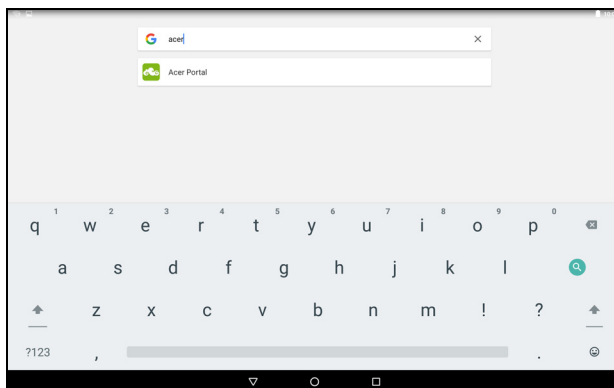 acer
Acer Portal
1 2 3 4 5 6 7 8 9 0
q w e r t y u i o p
a s d f g h j k l
z x c v b n m ! ?
?123 , .